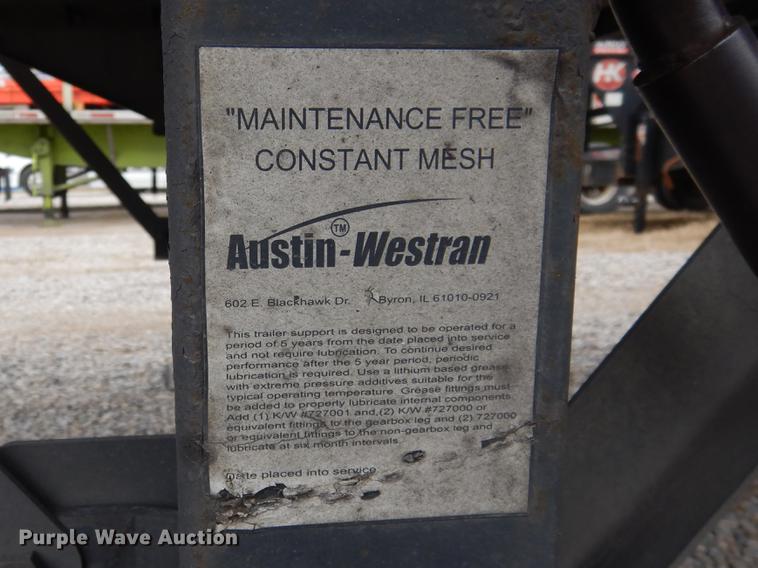 "MAINTENANCE FREE"
CONSTANT MESH
TM
Austin-Westran
602 E. Blackhawk Dr. Byron, IL 61010-0921
This trailer support is designed to be operated for a
period of 5 years from the date placed into service
and not require lubrication. To continue desired
performance after the 5 year period, periodic
lubrication is required. Use a lithium based grease
with extreme pressure additives suitable for the
typical operating temperature. Grease fittings must
be added to properly lubricate internal components.
Add (1) K/W #727001 and,(2) K/W #727000 or
equivalent fittings to the gearbox leg and (2) 727000
or equivalent fittings to the non-gearbox leg and
lubricate at six month intervals.
Date placed into service
HK
Purple Wave Auction